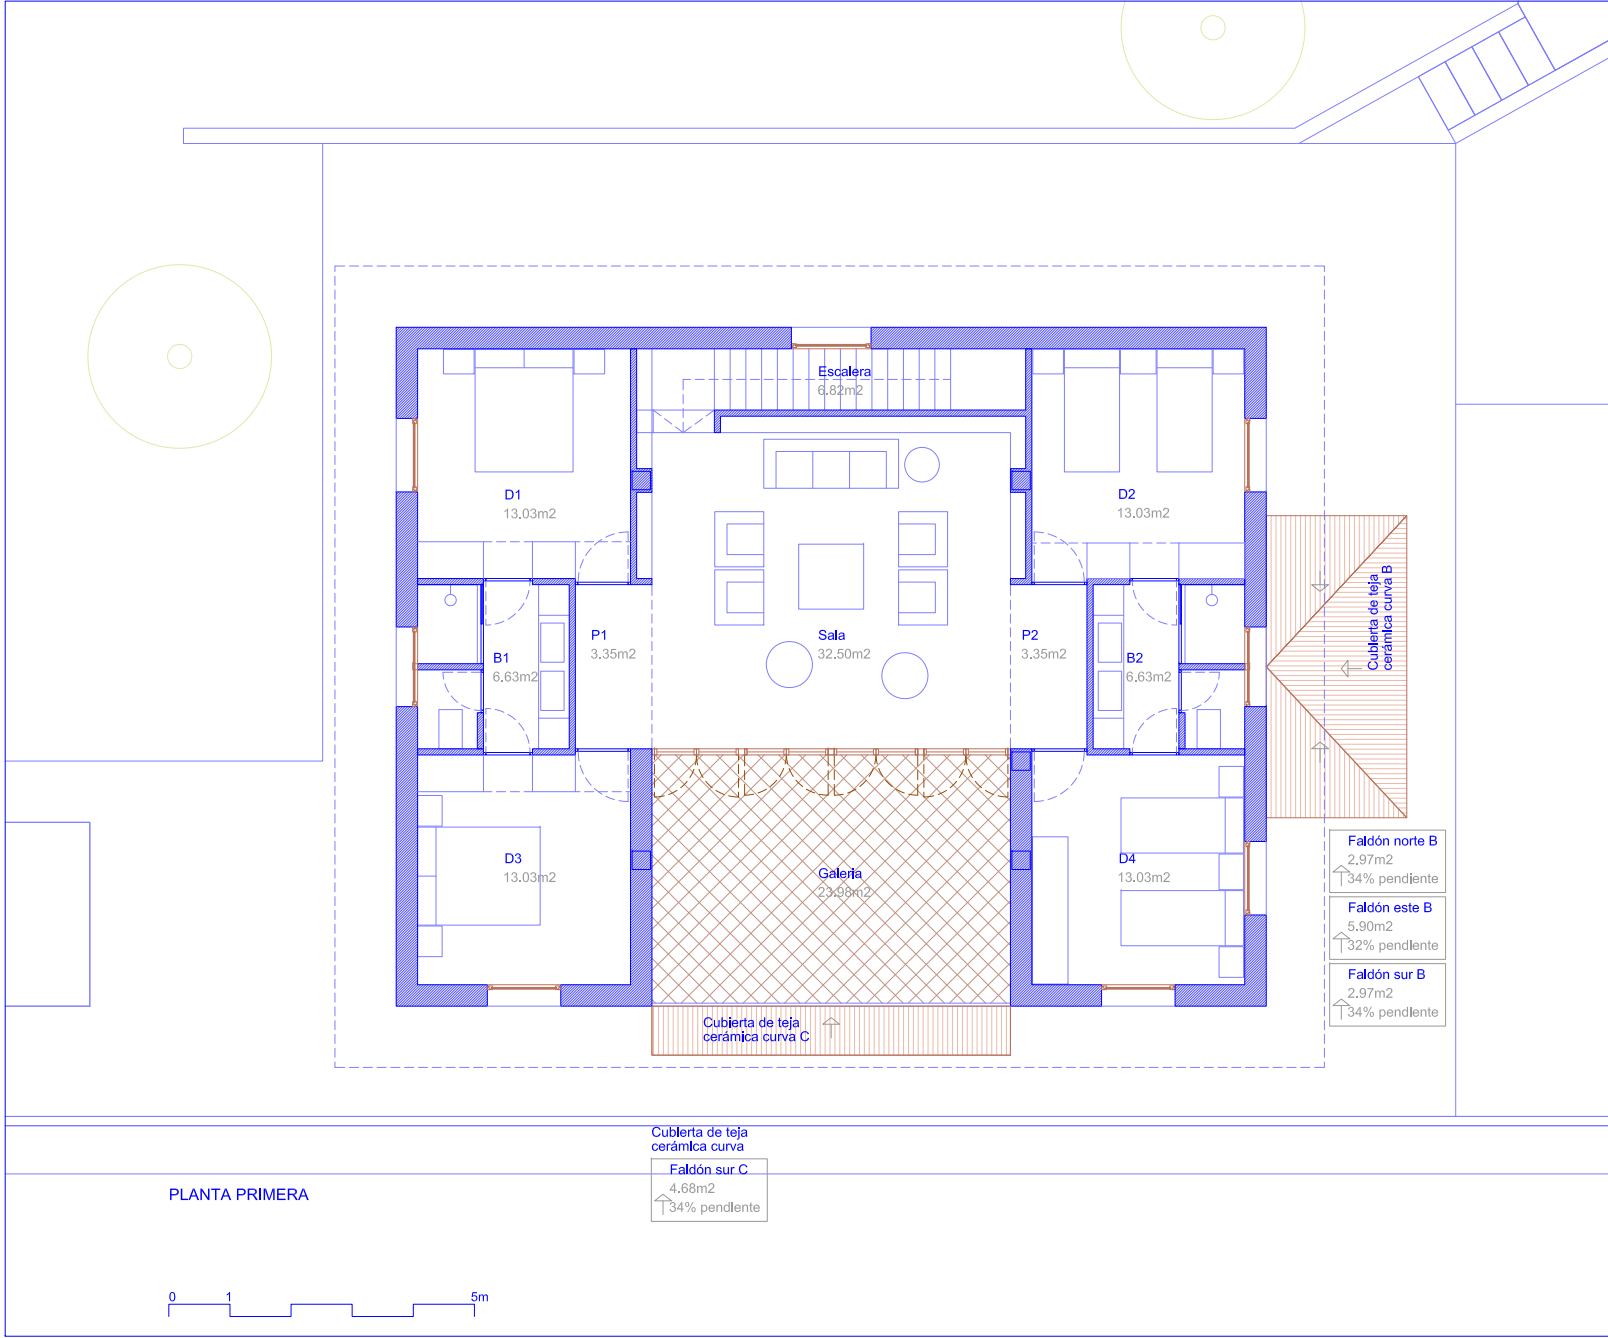 Escalera
6.82m2
D1
13.03m2
D2
13.03m2
Cubierta de teja
cerámica curva B
P1
3.35m2
Sala
32.50m2
P2
3.35m2
B1
6.63m2
B2
6.63m2
D3
13.03m2
Galería
23.98m2
D4
13.03m2
Faldón norte B
2.97m2
34% pendiente
Faldón este B
5.90m2
32% pendiente
Faldón sur B
2.97m2
34% pendiente
Cubierta de teja
cerámica curva C
Cubierta de teja
cerámica curva
Faldón sur C
4.68m2
34% pendiente
PLANTA PRIMERA
0 1 5m